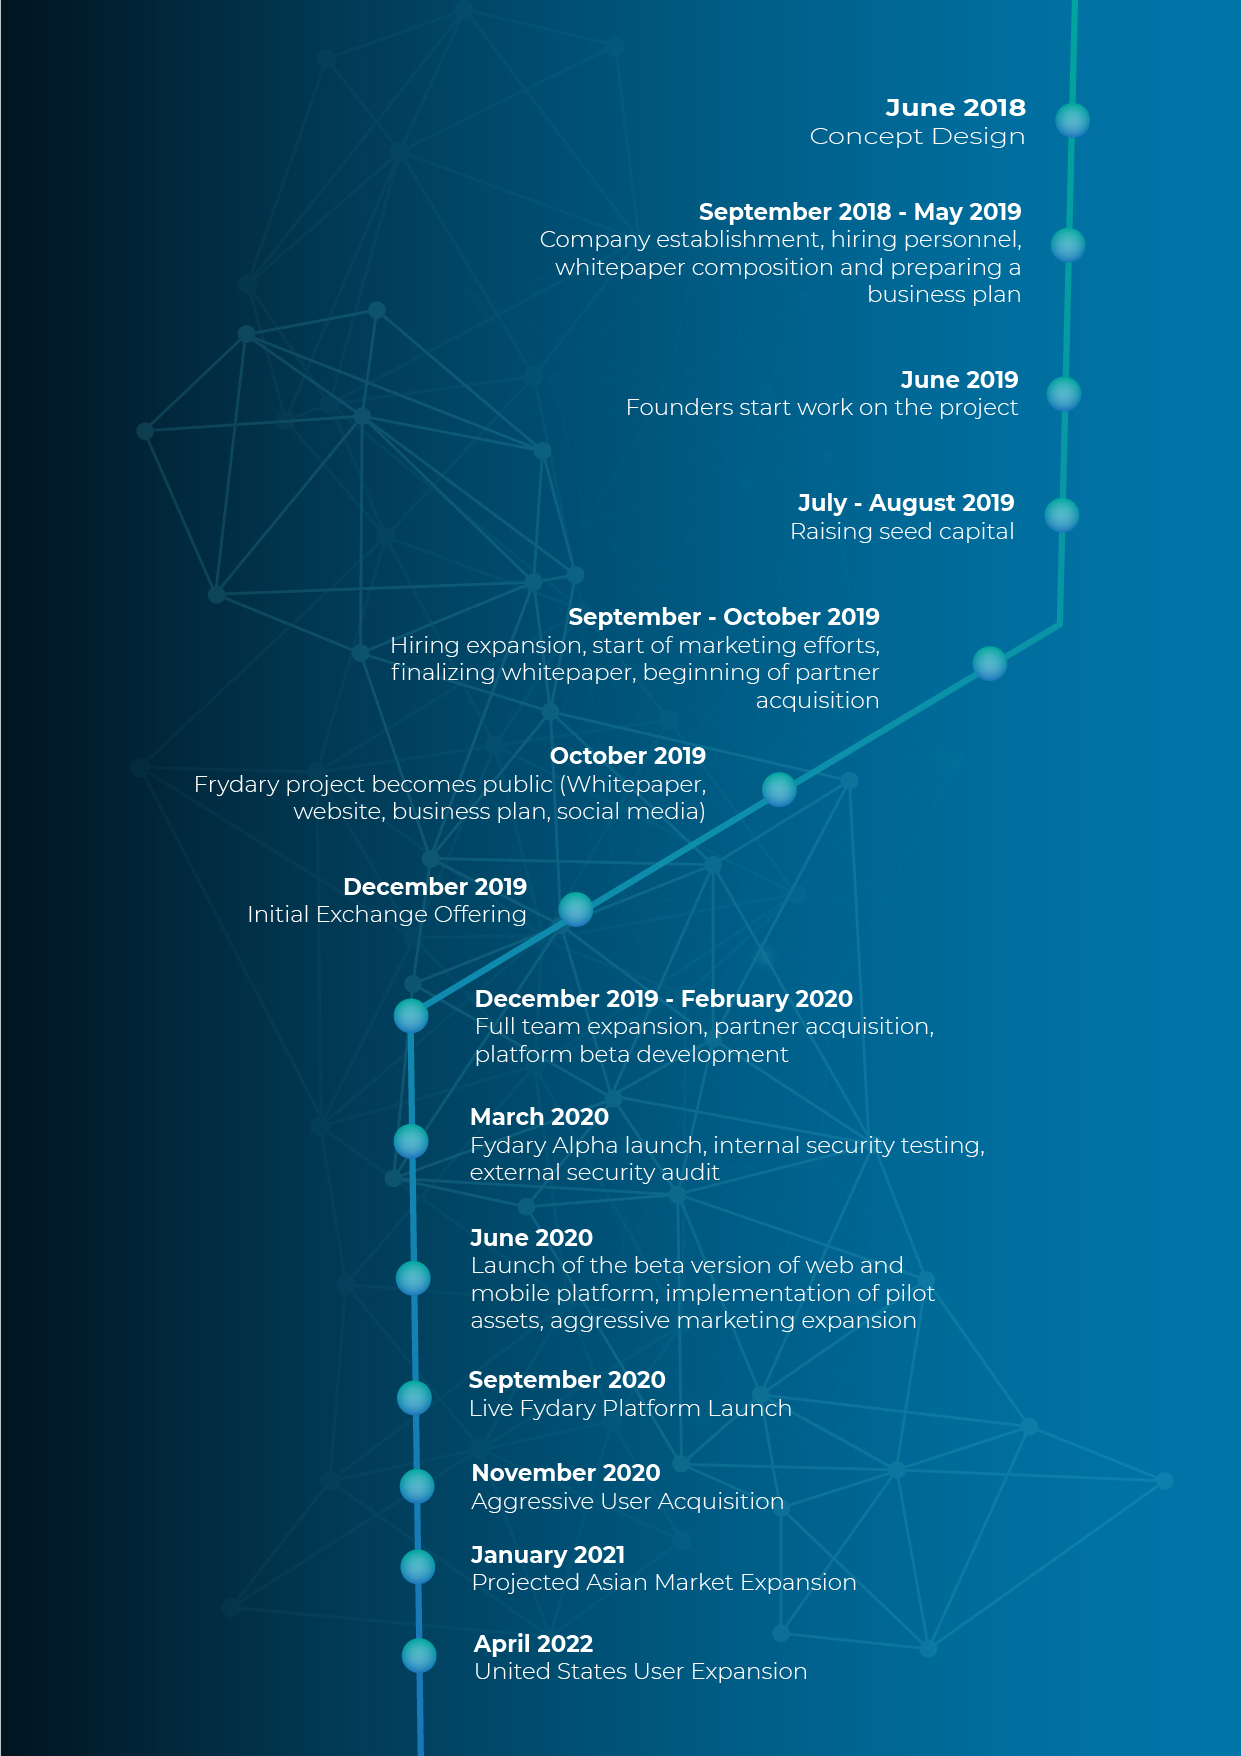 June 2018
Concept Design
September 2018 - May 2019
Company establishment, hiring personnel,
whitepaper composition and preparing a
business plan
June 2019
Founders start work on the project
July - August 2019
Raising seed capital
September - October 2019
Hiring expansion, start of marketing efforts,
finalizing whitepaper, beginning of partner
acquisition
October 2019
Frydary project becomes public (Whitepaper,
website, business plan, social media)
December 2019
Initial Exchange Offering
December 2019 - February 2020
Full team expansion, partner acquisition,
platform beta development
March 2020
Fydary Alpha launch, internal security testing,
external security audit
June 2020
Launch of the beta version of web and
mobile platform, implementation of pilot
assets, aggressive marketing expansion
September 2020
Live Fydary Platform Launch
November 2020
Aggressive User Acquisition
January 2021
Projected Asian Market Expansion
April 2022
United States User Expansion